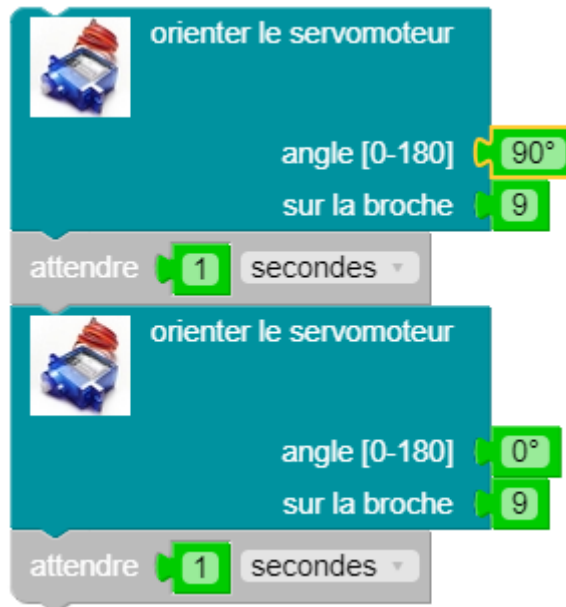 orienter le servomoteur
angle [0-180] 90°
sur la broche 9
attendre 1 secondes
orienter le servomoteur
angle [0-180] 0°
sur la broche 9
attendre 1 secondes